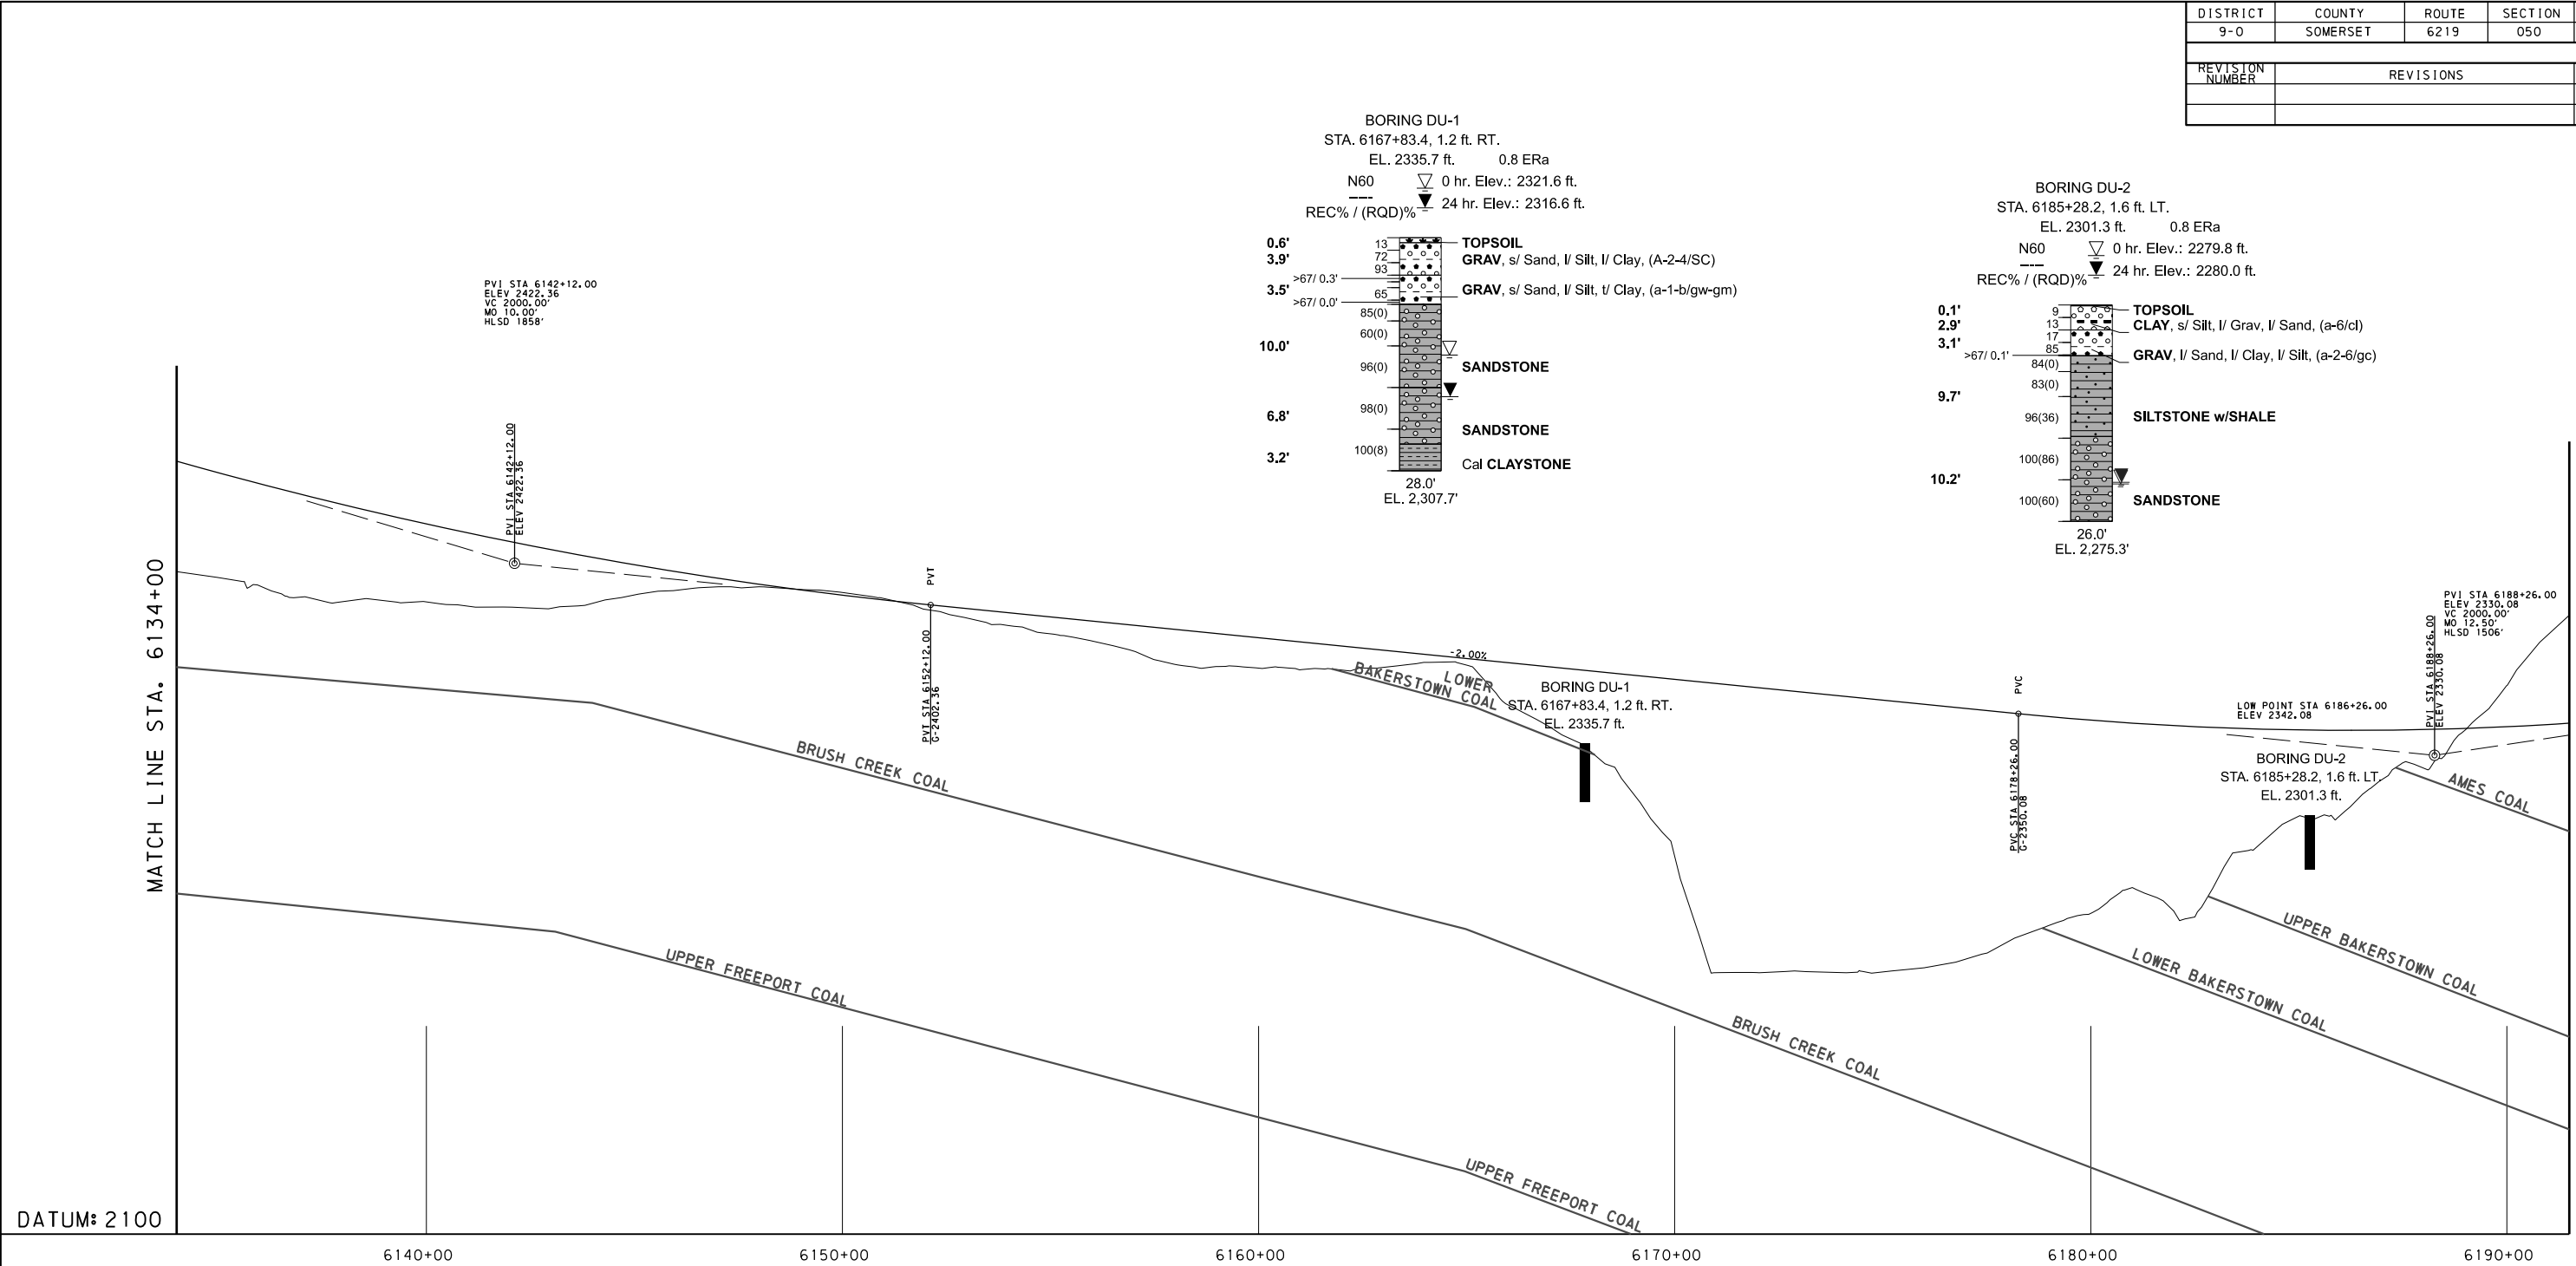 DISTRICT COUNTY ROUTE SECTION
9-0 SOMERSET 6219 050
REVISION NUMBER REVISIONS
BORING DU-1
STA. 6167+83.4, 1.2 ft. RT.
EL. 2335.7 ft. 0.8 ERa
N60 0 hr. Elev.: 2321.6 ft.
REC% / (RQD)% 24 hr. Elev.: 2316.6 ft.
0.6' 13 TOPSOIL
3.9' 72 GRAV, s/ Sand, l/ Silt, l/ Clay, (A-2-4/SC)
93
>67/ 0.3'
3.5' 65 GRAV, s/ Sand, l/ Silt, t/ Clay, (a-1-b/gw-gm)
>67/ 0.0'
85(0)
60(0)
10.0'
96(0) SANDSTONE
98(0)
6.8' SANDSTONE
100(8)
3.2' Cal CLAYSTONE
28.0'
EL. 2,307.7'
BORING DU-2
STA. 6185+28.2, 1.6 ft. LT.
EL. 2301.3 ft. 0.8 ERa
N60 0 hr. Elev.: 2279.8 ft.
REC% / (RQD)% 24 hr. Elev.: 2280.0 ft.
0.1' 9 TOPSOIL
2.9' 13 CLAY, s/ Silt, l/ Grav, l/ Sand, (a-6/cl)
17
3.1' 85 GRAV, l/ Sand, l/ Clay, l/ Silt, (a-2-6/gc)
>67/ 0.1'
84(0)
83(0)
9.7'
96(36) SILTSTONE w/SHALE
100(86)
10.2'
100(60) SANDSTONE
26.0'
EL. 2,275.3'
PVI STA 6142+12.00
ELEV 2422.36
VC 2000.00'
MO 10.00'
HLSD 1858'
PVI STA 6142+12.00
ELEV 2422.36
MATCH LINE STA. 6134+00
PVT
PVT STA 6152+12.00
G-2402.36
-2.00%
LOWER
BAKERSTOWN COAL
BORING DU-1
STA. 6167+83.4, 1.2 ft. RT.
EL. 2335.7 ft.
PVC
PVC STA 6178+26.00
G-2350.08
PVI STA 6188+26.00
ELEV 2330.08
VC 2000.00'
MO 12.50'
HLSD 1506'
PVI STA 6188+26.00
ELEV 2330.08
LOW POINT STA 6186+26.00
ELEV 2342.08
BORING DU-2
STA. 6185+28.2, 1.6 ft. LT.
EL. 2301.3 ft.
AMES COAL
BRUSH CREEK COAL
UPPER BAKERSTOWN COAL
LOWER BAKERSTOWN COAL
UPPER FREEPORT COAL
BRUSH CREEK COAL
UPPER FREEPORT COAL
DATUM: 2100
6140+00 6150+00 6160+00 6170+00 6180+00 6190+00